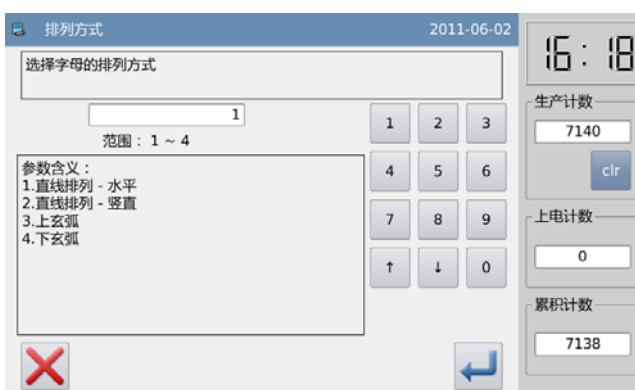 排列方式
2011-06-02
选择字母的排列方式
1
范围：1 ~ 4
参数含义：
1.直线排列 - 水平
2.直线排列 - 竖直
3.上玄弧
4.下玄弧
1 2 3
4 5 6
7 8 9
↑ ↓ 0
16:18
生产计数
7140
clr
上电计数
0
累积计数
7138